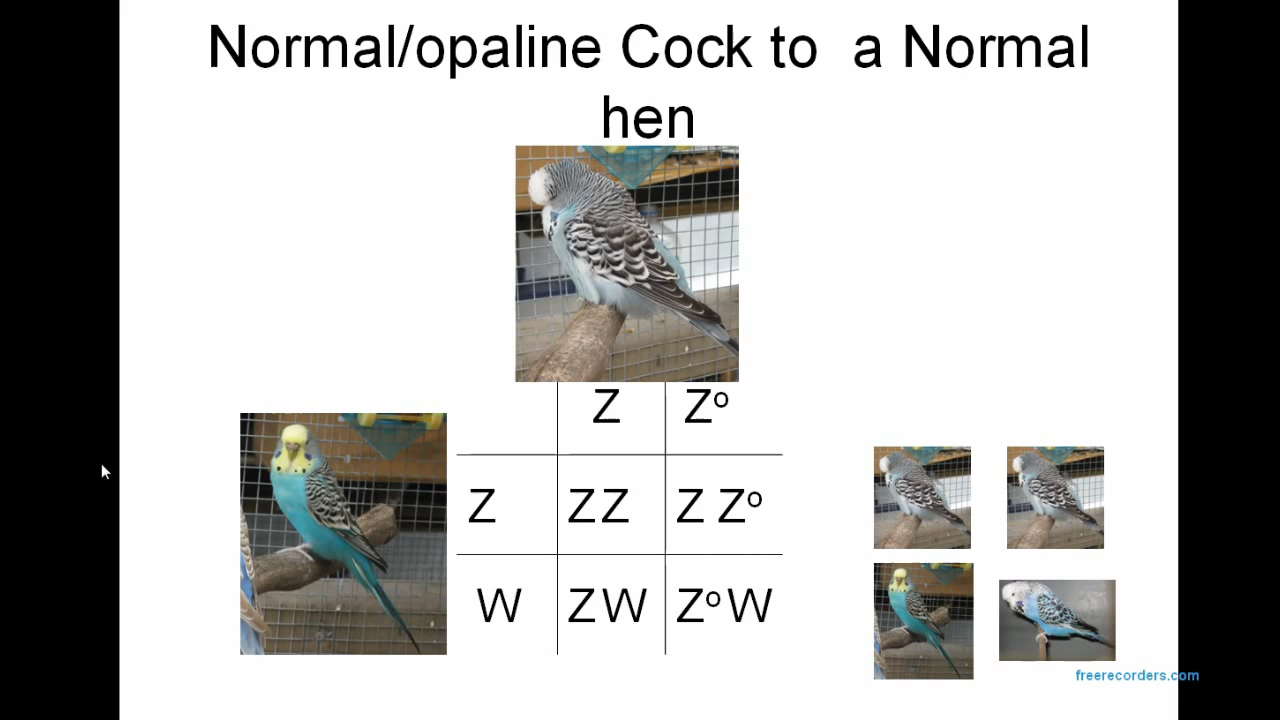 Normal/opaline Cock to a Normal
hen
Z Zᵒ
Z ZZ Z Zᵒ
W ZW ZᵒW
freerecorders.com